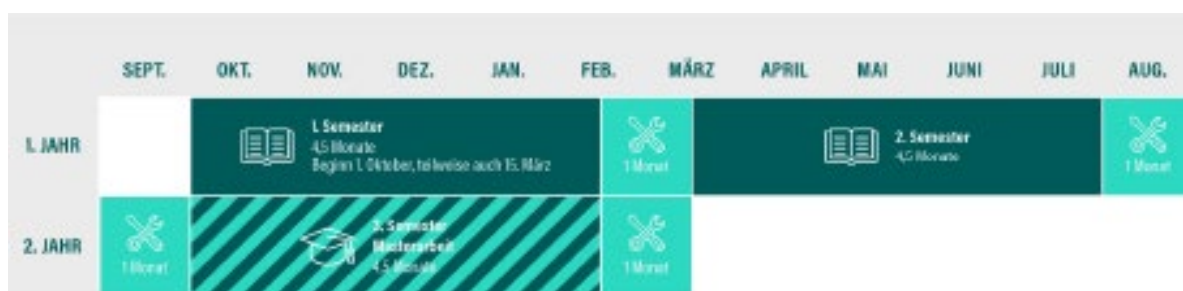 SEPT. OKT. NOV. DEZ. JAN. FEB. MÄRZ APRIL MAI JUNI JULI AUG.
1. JAHR
1. Semester
4,5 Monate
Beginn 1. Oktober, teilweise auch 15. März
1 Monat
2. Semester
4,5 Monate
1 Monat
2. JAHR
1 Monat
3. Semester
Masterarbeit
4,5 Monate
1 Monat